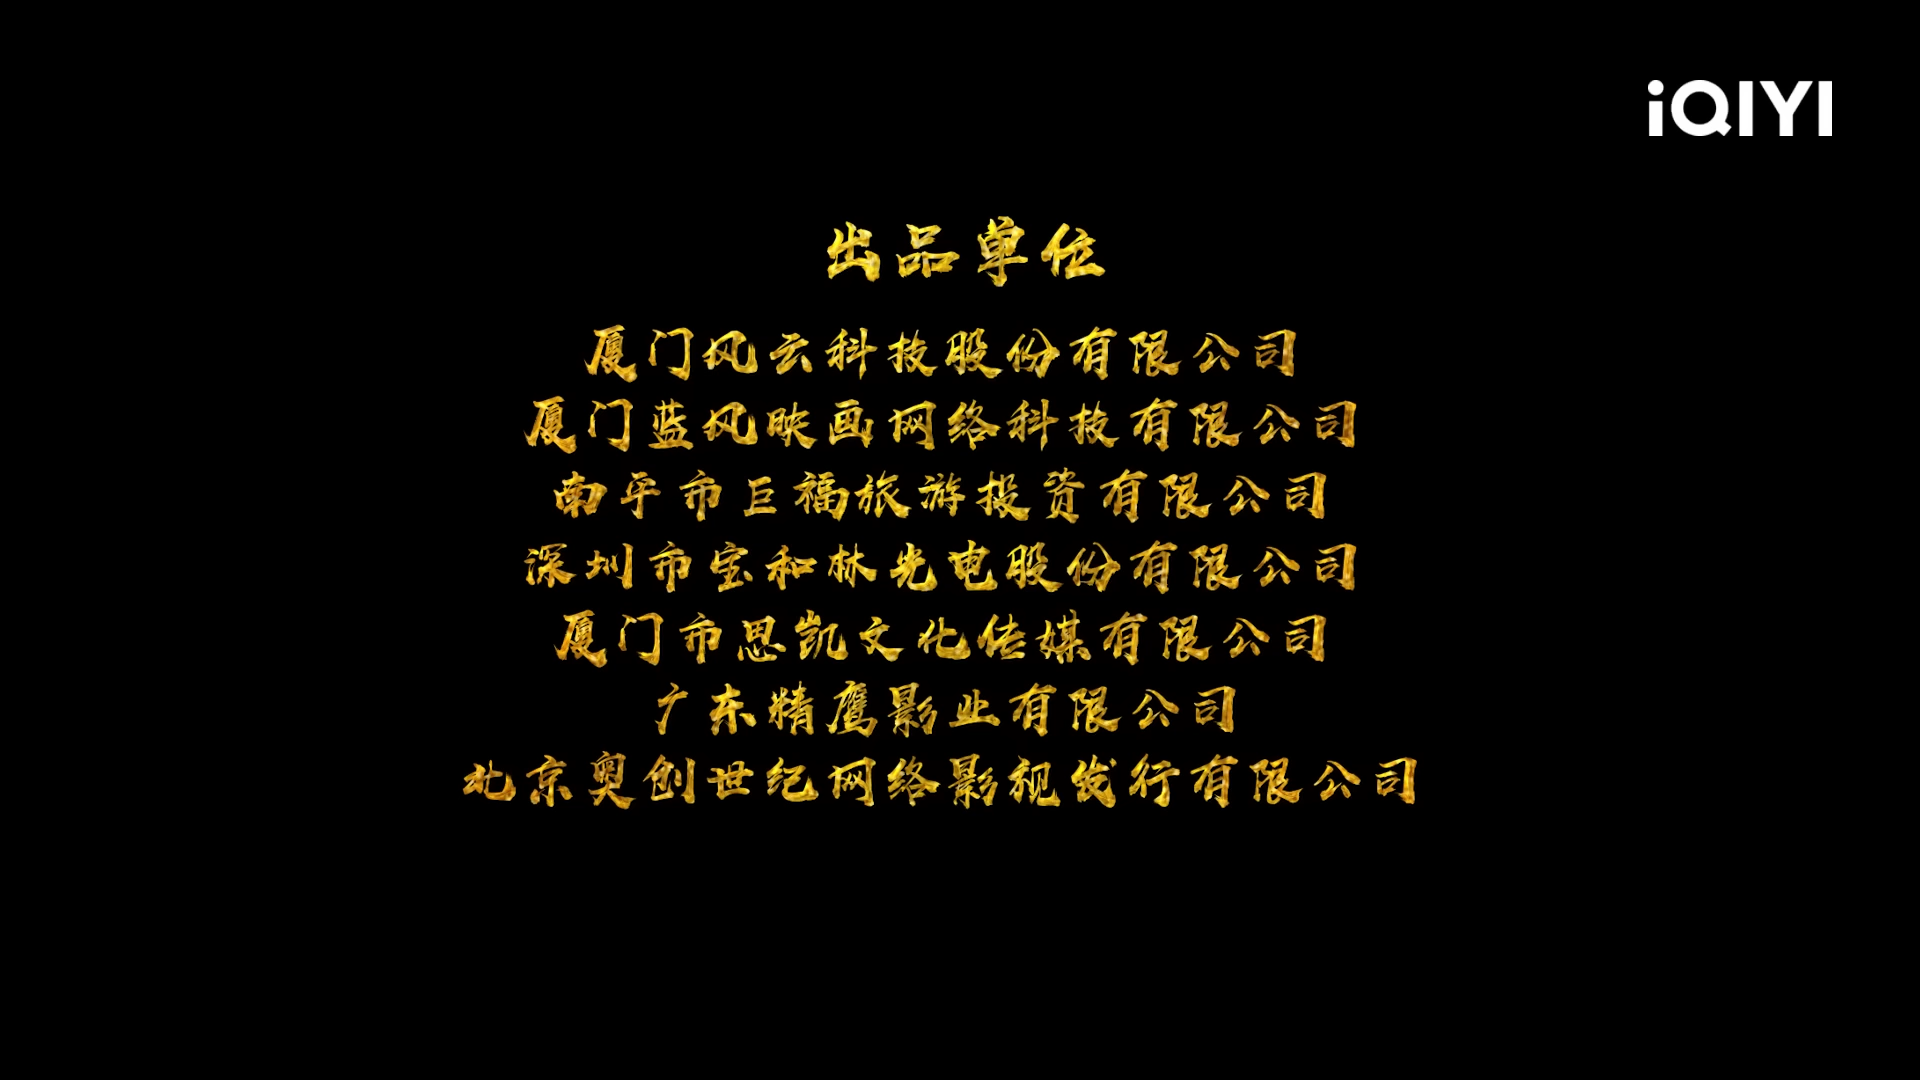 iQIYI
出品单位
厦门风云科技股份有限公司
厦门蓝风映画网络科技有限公司
南平市巨福旅游投资有限公司
深圳市宝和林光电股份有限公司
厦门市思凯文化传媒有限公司
广东精鹰影业有限公司
北京奥创世纪网络影视发行有限公司